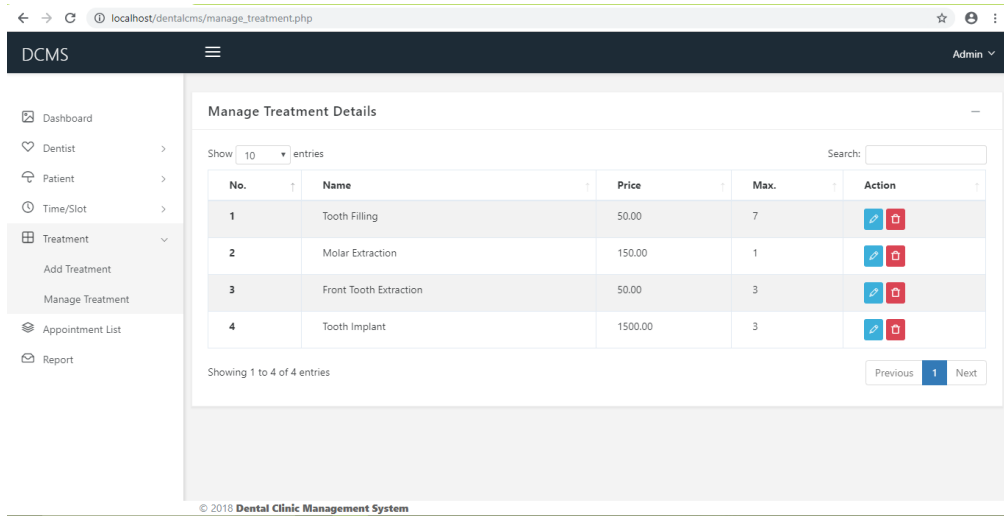 localhost/dentalcms/manage_treatment.php
DCMS
Admin
Dashboard
Dentist
Patient
Time/Slot
Treatment
Add Treatment
Manage Treatment
Appointment List
Report
Manage Treatment Details
Show 10 entries
Search:
No. Name Price Max. Action
1 Tooth Filling 50.00 7
2 Molar Extraction 150.00 1
3 Front Tooth Extraction 50.00 3
4 Tooth Implant 1500.00 3
Showing 1 to 4 of 4 entries
Previous 1 Next
© 2018 Dental Clinic Management System